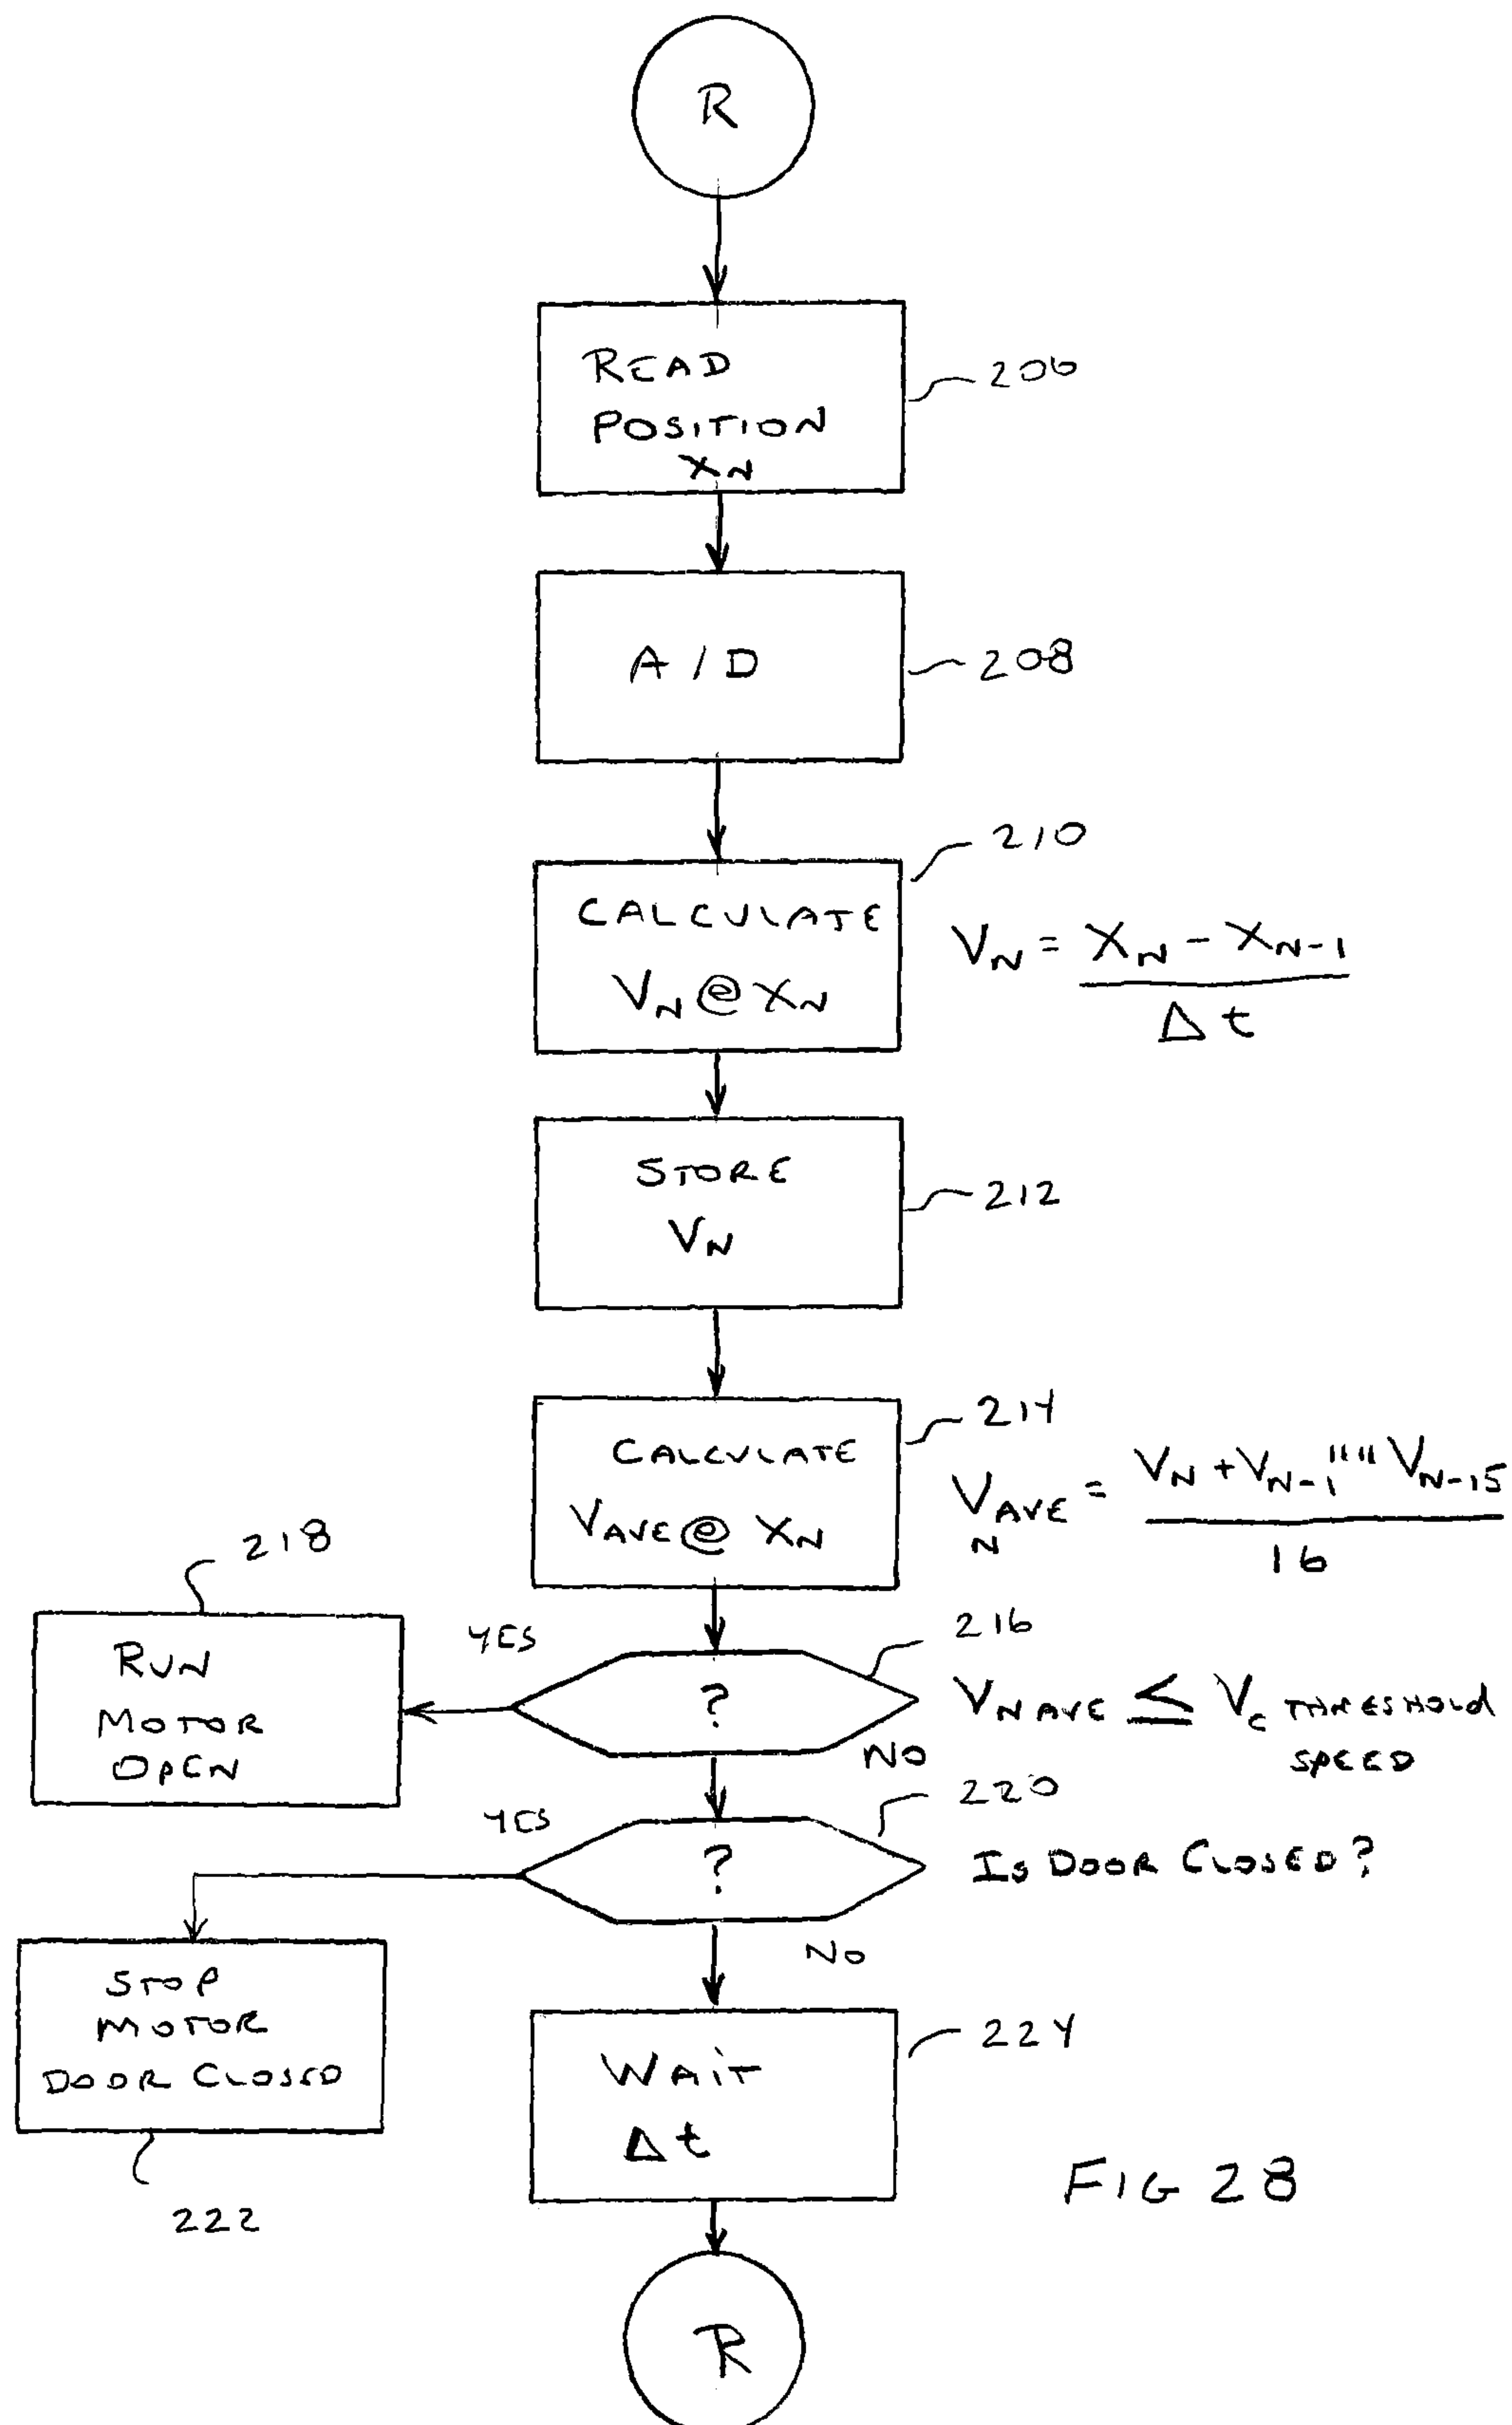 R
READ
POSITION
XN
206
A/D
208
210
CALCULATE
VN @ XN
VN = XN - XN-1
Δt
STORE
VN
212
214
CALCULATE
VAVE @ XN
VAVE N = VN + VN-1 '''' VN-15
16
218
RUN
MOTOR
OPEN
YES
216
?
VN AVE ≤ VC THRESHOLD
SPEED
NO
220
YES
?
Is DOOR CLOSED?
NO
STOP
MOTOR
DOOR CLOSED
222
WAIT
Δt
224
FIG 28
R